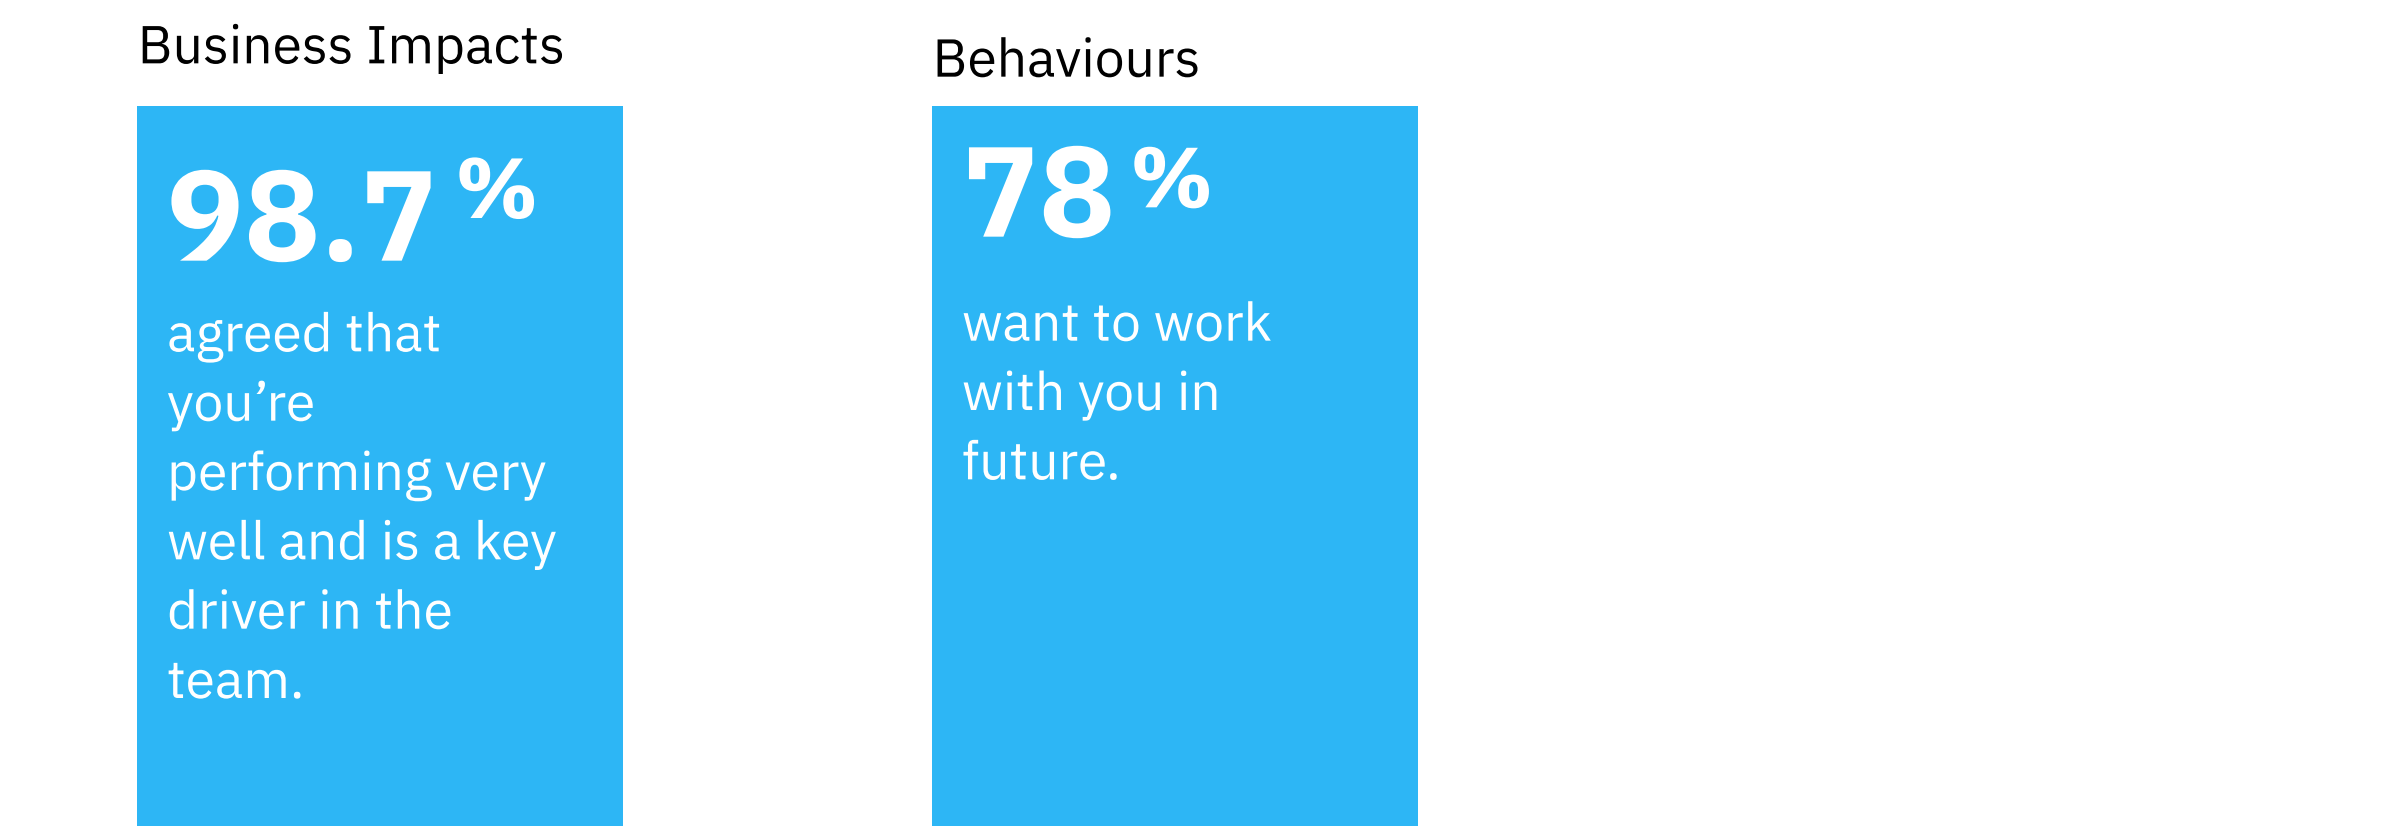 Business Impacts
98.7%
agreed that
you’re
performing very
well and is a key
driver in the
team.
Behaviours
78%
want to work
with you in
future.